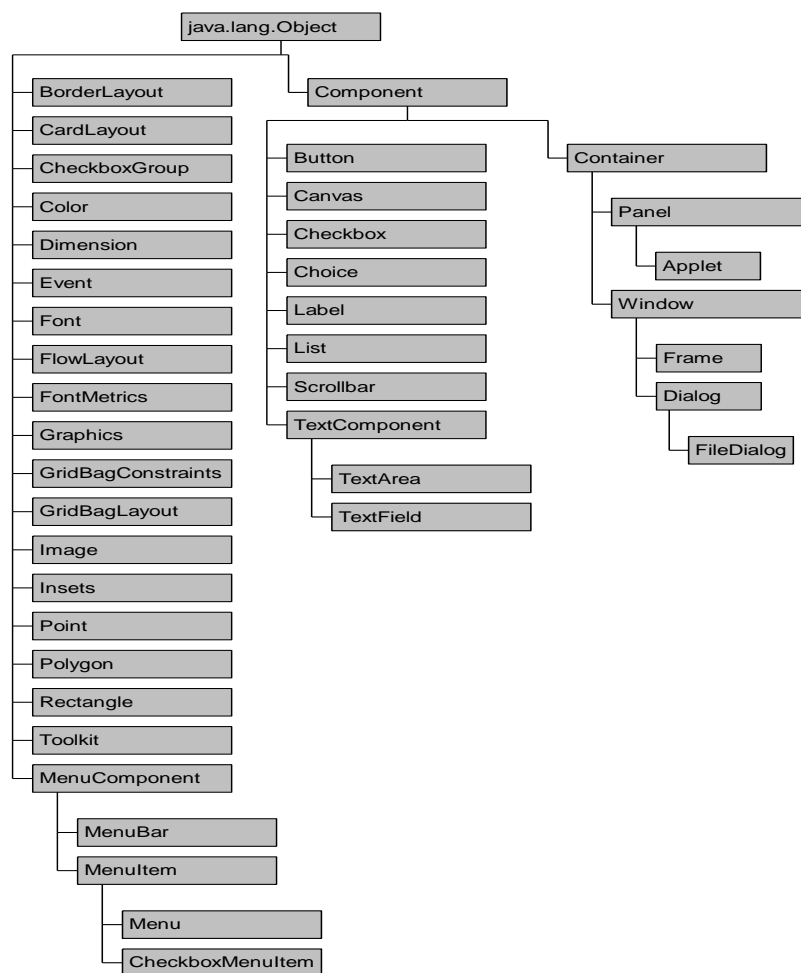 java.lang.Object
BorderLayout
CardLayout
CheckboxGroup
Color
Dimension
Event
Font
FlowLayout
FontMetrics
Graphics
GridBagConstraints
GridBagLayout
Image
Insets
Point
Polygon
Rectangle
Toolkit
MenuComponent
MenuBar
MenuItem
Menu
CheckboxMenuItem
Component
Button
Canvas
Checkbox
Choice
Label
List
Scrollbar
TextComponent
TextArea
TextField
Container
Panel
Applet
Window
Frame
Dialog
FileDialog